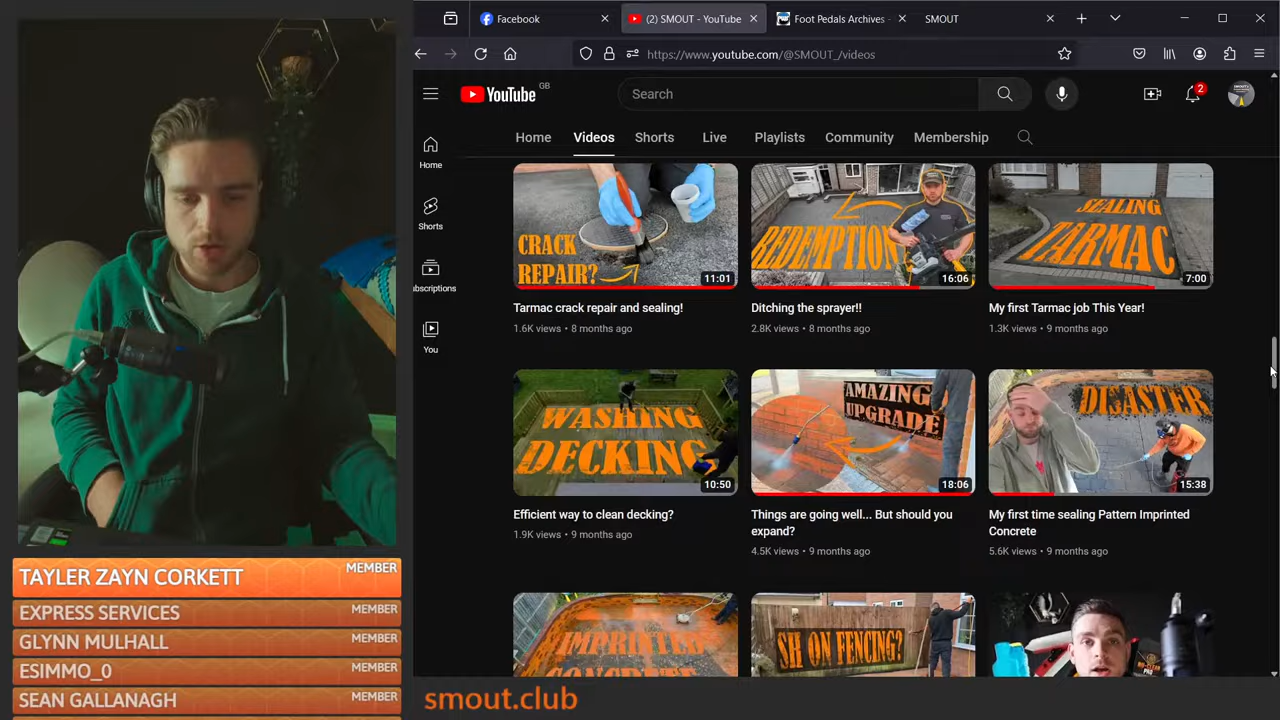 Facebook
(2) SMOUT - YouTube
Foot Pedals Archives -
SMOUT
https://www.youtube.com/@SMOUT_/videos
YouTube GB
Search
2
Home
Videos
Shorts
Live
Playlists
Community
Membership
Home
Shorts
ubscriptions
You
CRACK
REPAIR?
11:01
REDEMPTION
16:06
SEALING
TARMAC
7:00
Tarmac crack repair and sealing!
1.6K views • 8 months ago
Ditching the sprayer!!
2.8K views • 8 months ago
My first Tarmac job This Year!
1.3K views • 9 months ago
WASHING
DECKING
10:50
AMAZING
UPGRADE
18:06
DISASTER
15:38
Efficient way to clean decking?
1.9K views • 9 months ago
Things are going well... But should you
expand?
4.5K views • 9 months ago
My first time sealing Pattern Imprinted
Concrete
5.6K views • 9 months ago
IMPRINTED
CONCRETE
SH ON FENCING?
TAYLER ZAYN CORKETT
MEMBER
EXPRESS SERVICES
MEMBER
GLYNN MULHALL
MEMBER
ESIMMO_0
MEMBER
SEAN GALLANAGH
MEMBER
smout.club